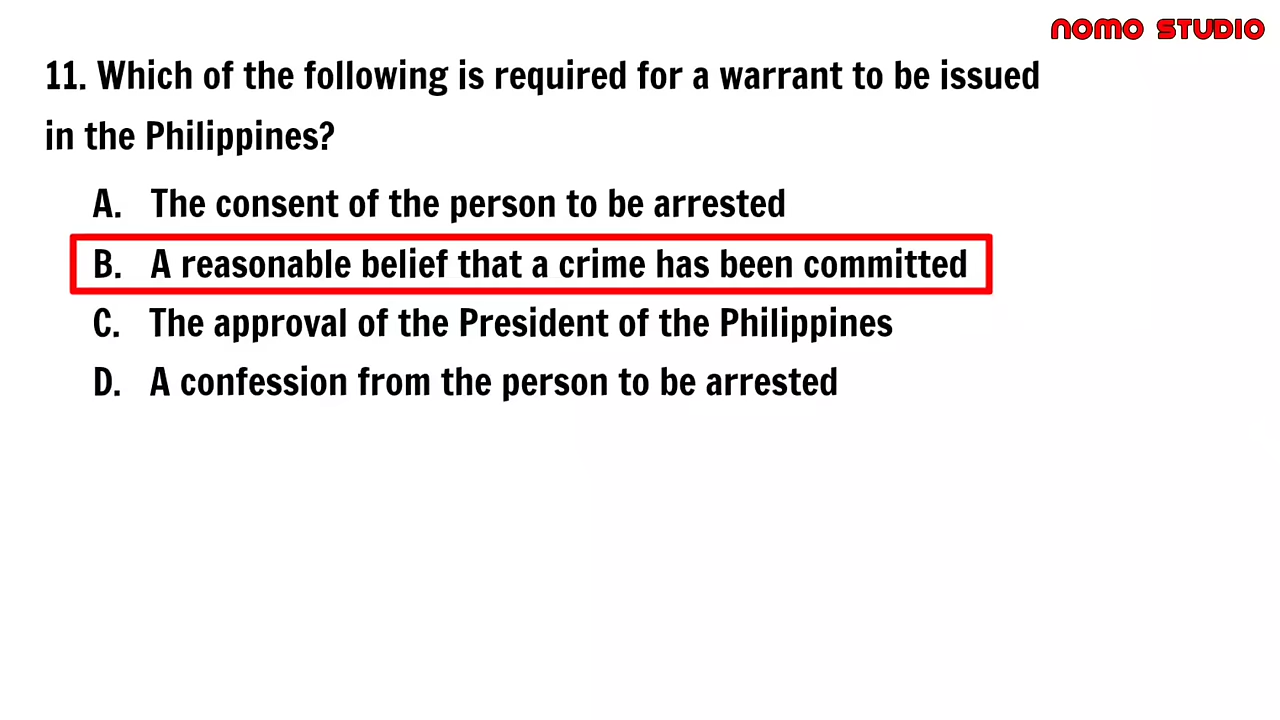 NOMO STUDIO
11. Which of the following is required for a warrant to be issued
in the Philippines?
A. The consent of the person to be arrested
B. A reasonable belief that a crime has been committed
C. The approval of the President of the Philippines
D. A confession from the person to be arrested